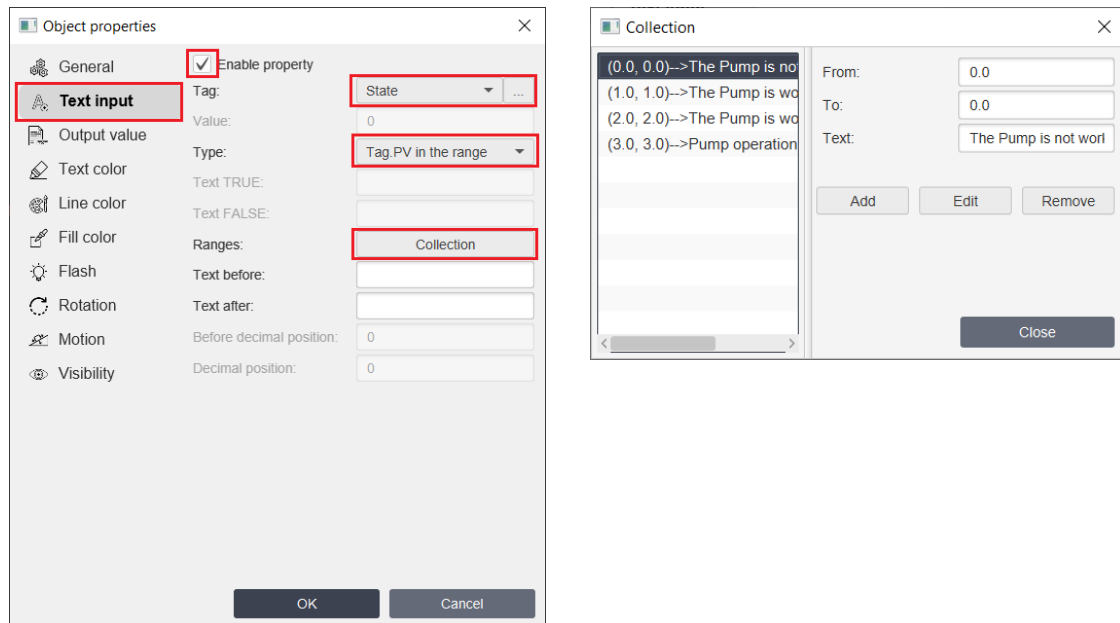 Object properties
General
Text input
Output value
Text color
Line color
Fill color
Flash
Rotation
Motion
Visibility
Enable property
Tag: State ...
Value: 0
Type: Tag.PV in the range
Text TRUE:
Text FALSE:
Ranges: Collection
Text before:
Text after:
Before decimal position: 0
Decimal position: 0
OK Cancel
Collection
(0.0, 0.0)-->The Pump is not
(1.0, 1.0)-->The Pump is wo
(2.0, 2.0)-->The Pump is wo
(3.0, 3.0)-->Pump operation
From: 0.0
To: 0.0
Text: The Pump is not worl
Add Edit Remove
Close